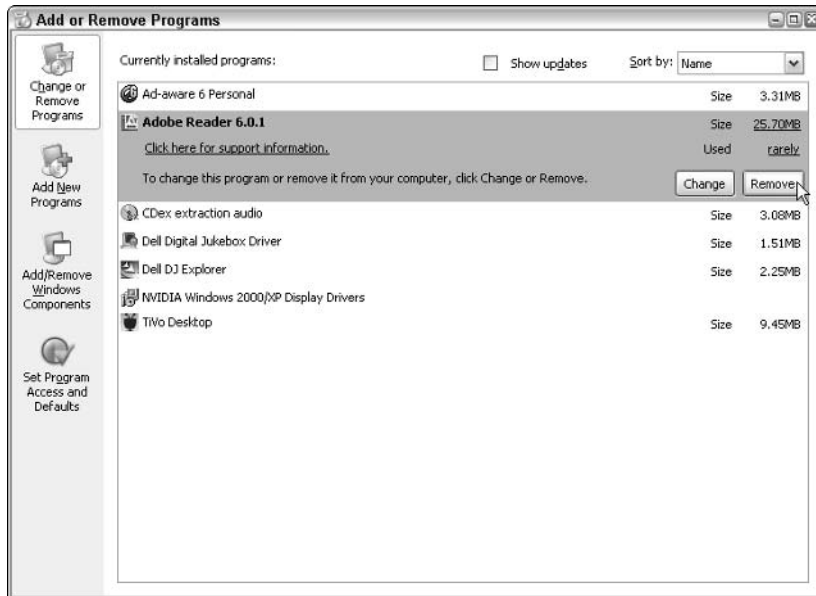 Add or Remove Programs
Change or
Remove
Programs
Add New
Programs
Add/Remove
Windows
Components
Set Program
Access and
Defaults
Currently installed programs:
Show updates
Sort by: Name
Ad-aware 6 Personal Size 3.31MB
Adobe Reader 6.0.1 Size 25.70MB
Click here for support information. Used rarely
To change this program or remove it from your computer, click Change or Remove. Change Remove
CDex extraction audio Size 3.08MB
Dell Digital Jukebox Driver Size 1.51MB
Dell DJ Explorer Size 2.25MB
NVIDIA Windows 2000/XP Display Drivers
TiVo Desktop Size 9.45MB